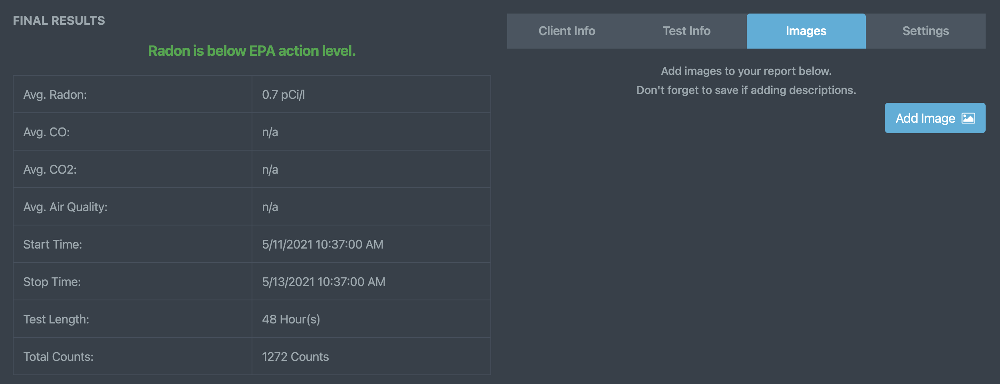 FINAL RESULTS
Radon is below EPA action level.
Avg. Radon: 0.7 pCi/l
Avg. CO: n/a
Avg. CO2: n/a
Avg. Air Quality: n/a
Start Time: 5/11/2021 10:37:00 AM
Stop Time: 5/13/2021 10:37:00 AM
Test Length: 48 Hour(s)
Total Counts: 1272 Counts
Client Info Test Info Images Settings
Add images to your report below.
Don't forget to save if adding descriptions.
Add Image